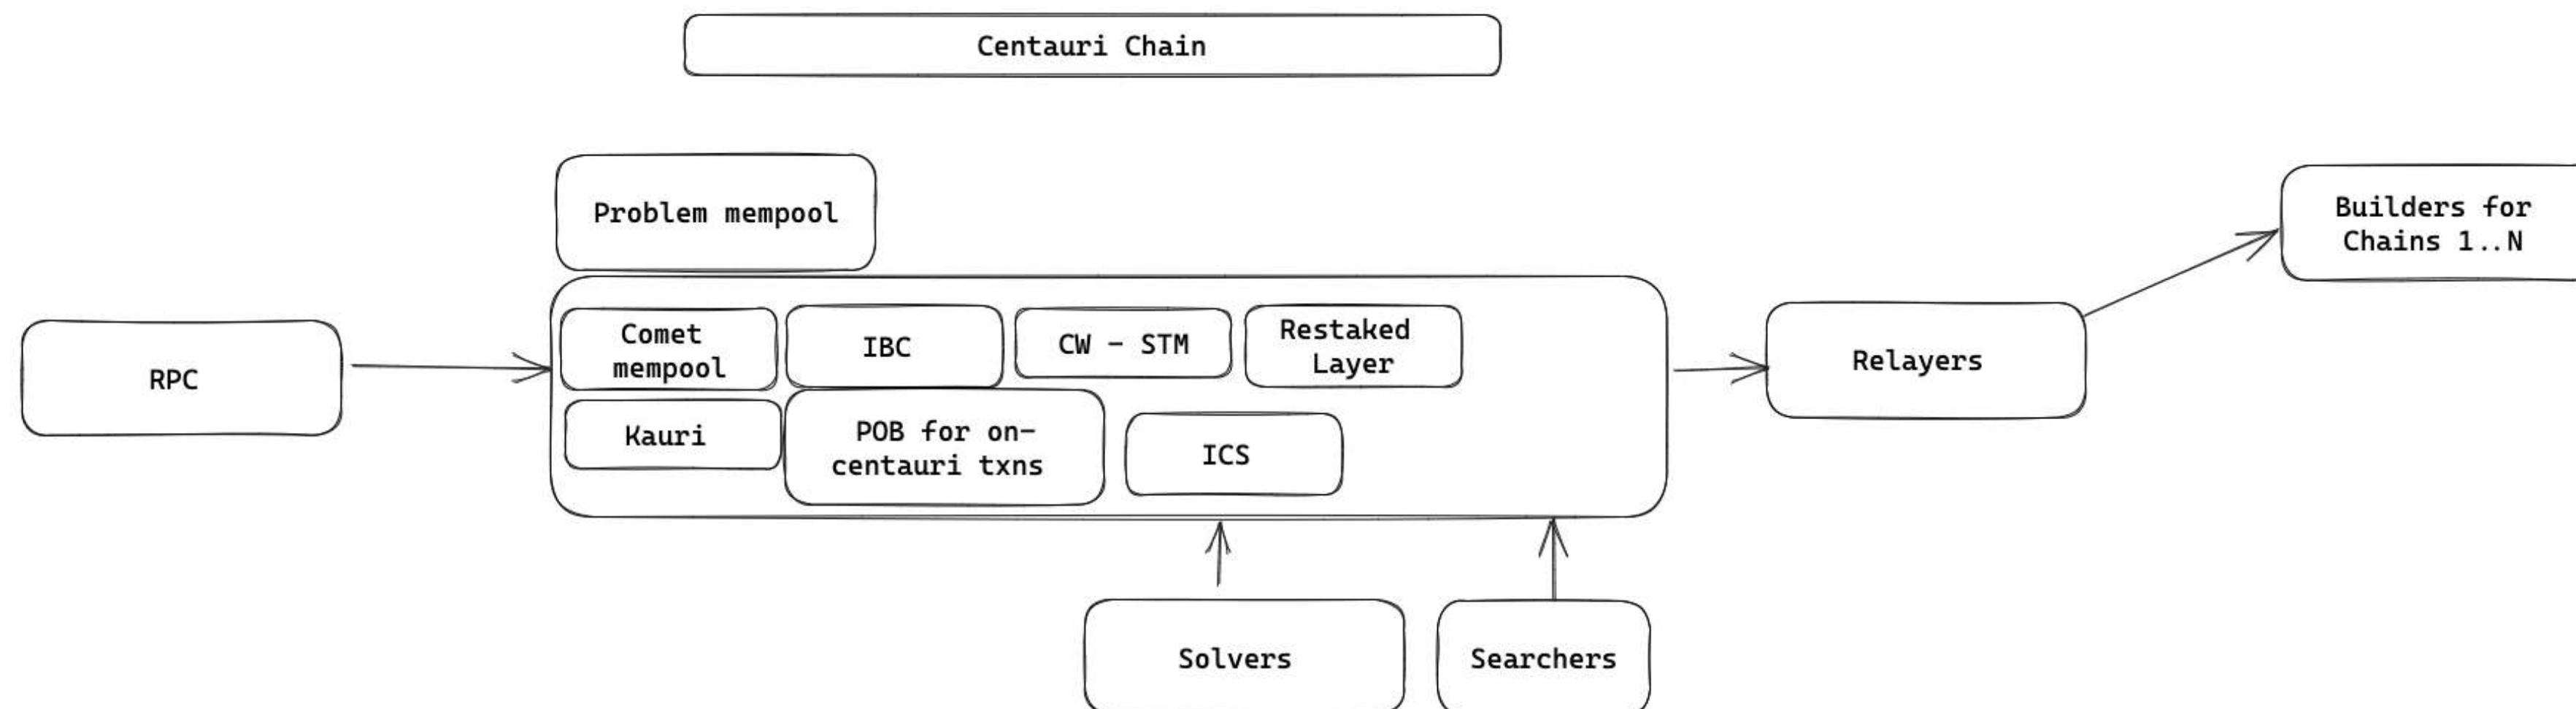 Centauri Chain
Problem mempool
Builders for
Chains 1..N
RPC
Comet
mempool
IBC
CW - STM
Restaked
Layer
Relayers
Kauri
POB for on-
centauri txns
ICS
Solvers
Searchers